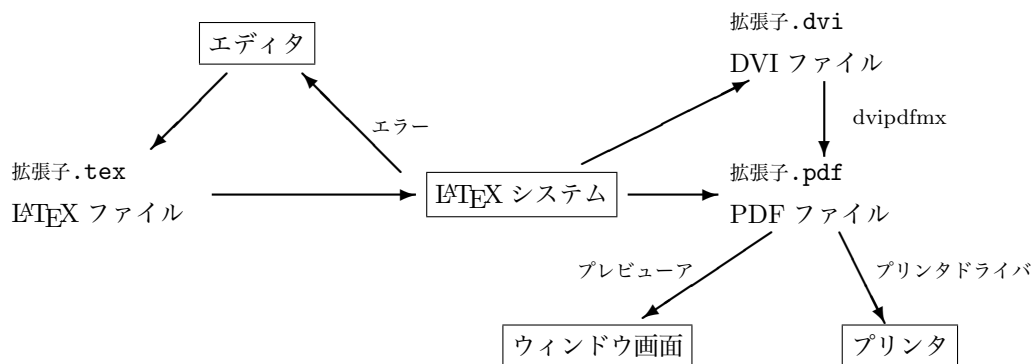 拡張子.dvi
エディタ
DVI ファイル
エラー
dvipdfmx
拡張子.tex
拡張子.pdf
LATEX ファイル
LATEX システム
PDF ファイル
プレビューア
プリンタドライバ
ウィンドウ画面
プリンタ